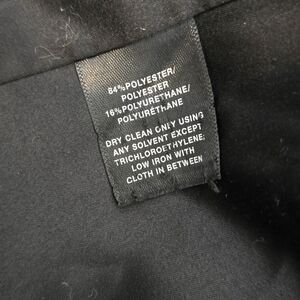 84%POLYESTER/
POLYESTER
16%POLYURETHANE/
POLYURÉTHANE
DRY CLEAN ONLY USING
ANY SOLVENT EXCEPT
TRICHLOROETHYLENE.
LOW IRON WITH
CLOTH IN BETWEEN